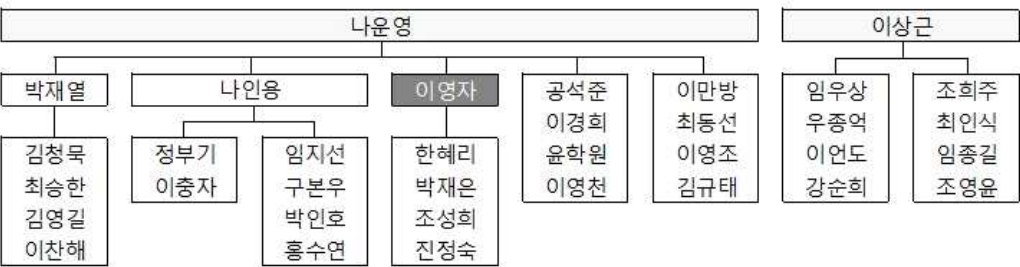 나운영
이상근
박재열
나인용
이영자
공석준
이경희
윤학원
이영천
이만방
최동선
이영조
김규태
임우상
우종억
이언도
강순희
조희주
최인식
임종길
조영윤
김청묵
최승한
김영길
이찬해
정부기
이충자
임지선
구본우
박인호
홍수연
한혜리
박재은
조성희
진정숙